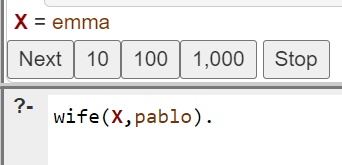 X = emma
Next 10 100 1,000 Stop
?- wife(X,pablo).